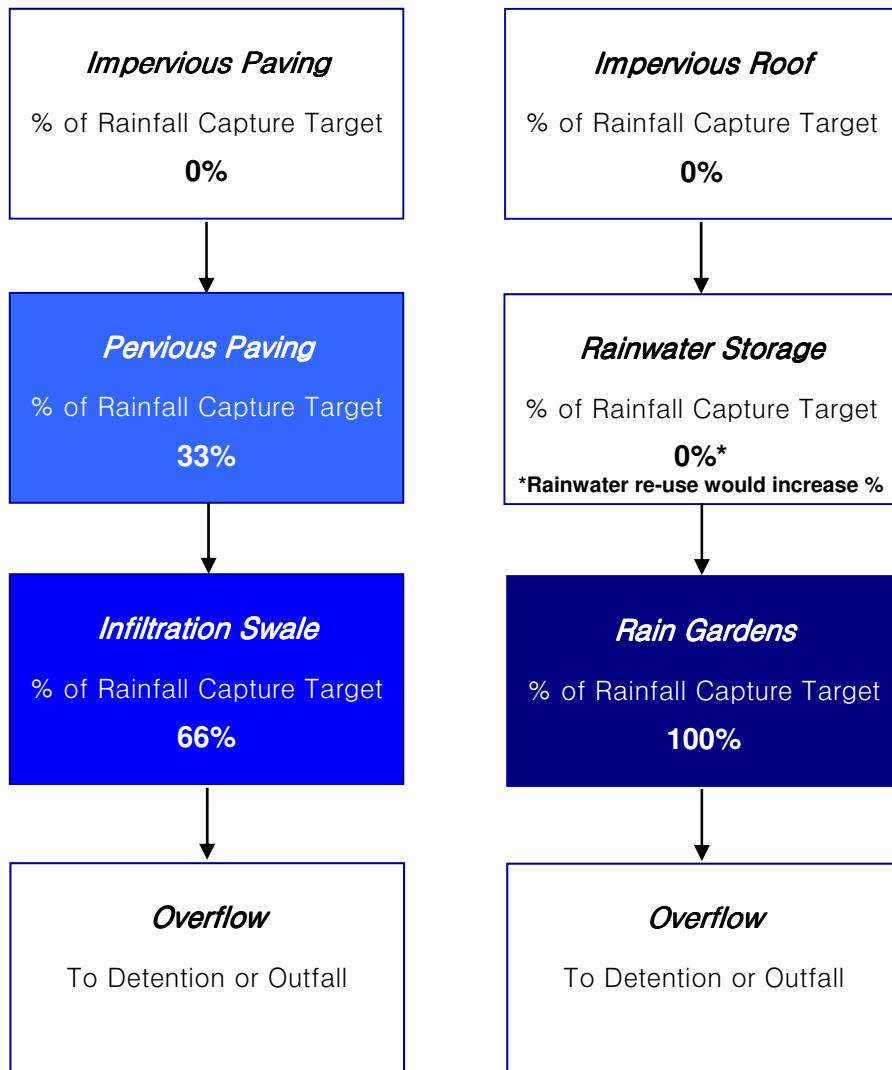 Impervious Paving
% of Rainfall Capture Target
0%
Pervious Paving
% of Rainfall Capture Target
33%
Infiltration Swale
% of Rainfall Capture Target
66%
Overflow
To Detention or Outfall
Impervious Roof
% of Rainfall Capture Target
0%
Rainwater Storage
% of Rainfall Capture Target
0%*
*Rainwater re-use would increase %
Rain Gardens
% of Rainfall Capture Target
100%
Overflow
To Detention or Outfall